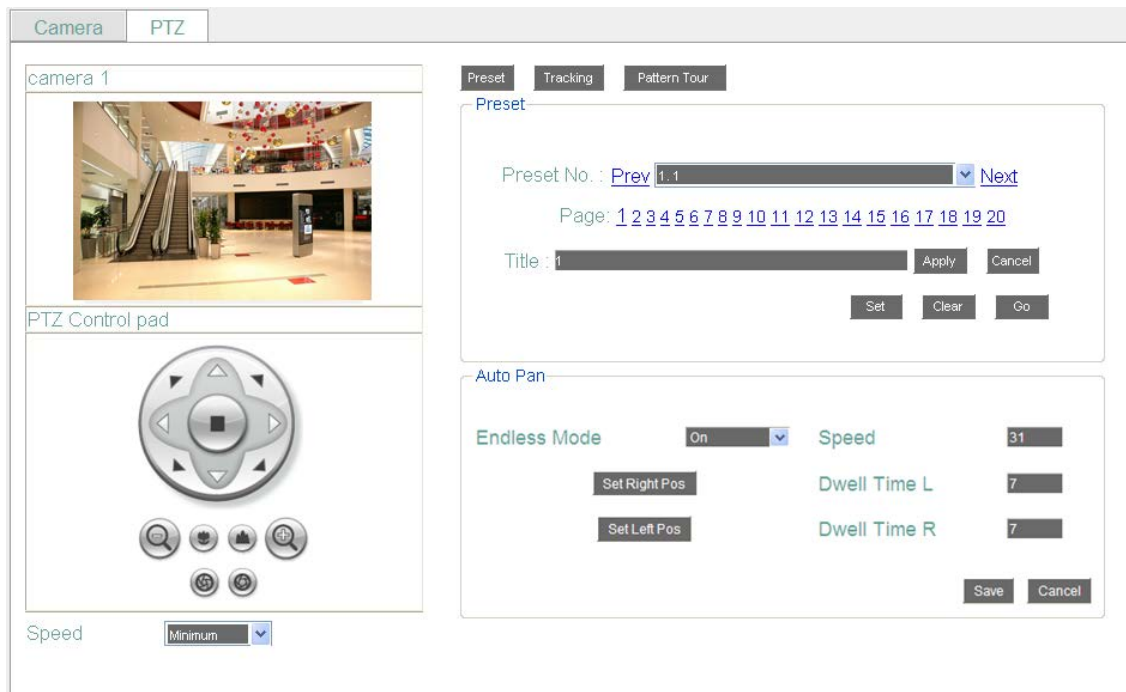 Camera PTZ
camera 1
PTZ Control pad
Speed Minimum
Preset Tracking Pattern Tour
Preset
Preset No. : Prev 1.1 Next
Page: 1 2 3 4 5 6 7 8 9 10 11 12 13 14 15 16 17 18 19 20
Title : 1 Apply Cancel
Set Clear Go
Auto Pan
Endless Mode On Speed 31
Set Right Pos Dwell Time L 7
Set Left Pos Dwell Time R 7
Save Cancel